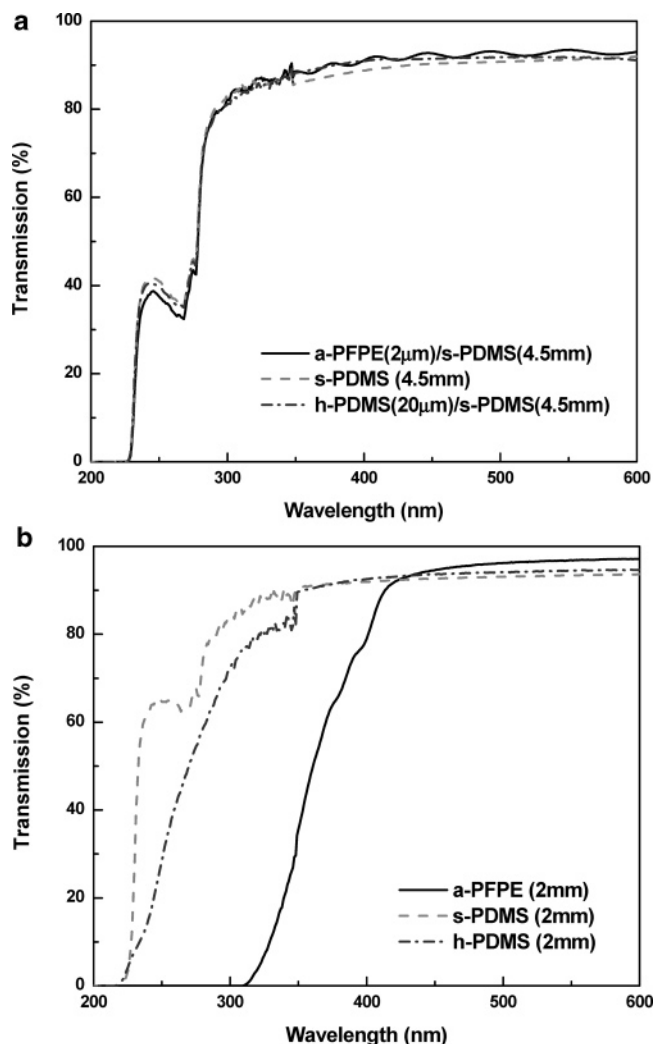 a
100
80
60
40
20
0
Transmission (%)
a-PFPE(2μm)/s-PDMS(4.5mm)
s-PDMS (4.5mm)
h-PDMS(20μm)/s-PDMS(4.5mm)
200 300 400 500 600
Wavelength (nm)
b
100
80
60
40
20
0
Transmission (%)
a-PFPE (2mm)
s-PDMS (2mm)
h-PDMS (2mm)
200 300 400 500 600
Wavelength (nm)